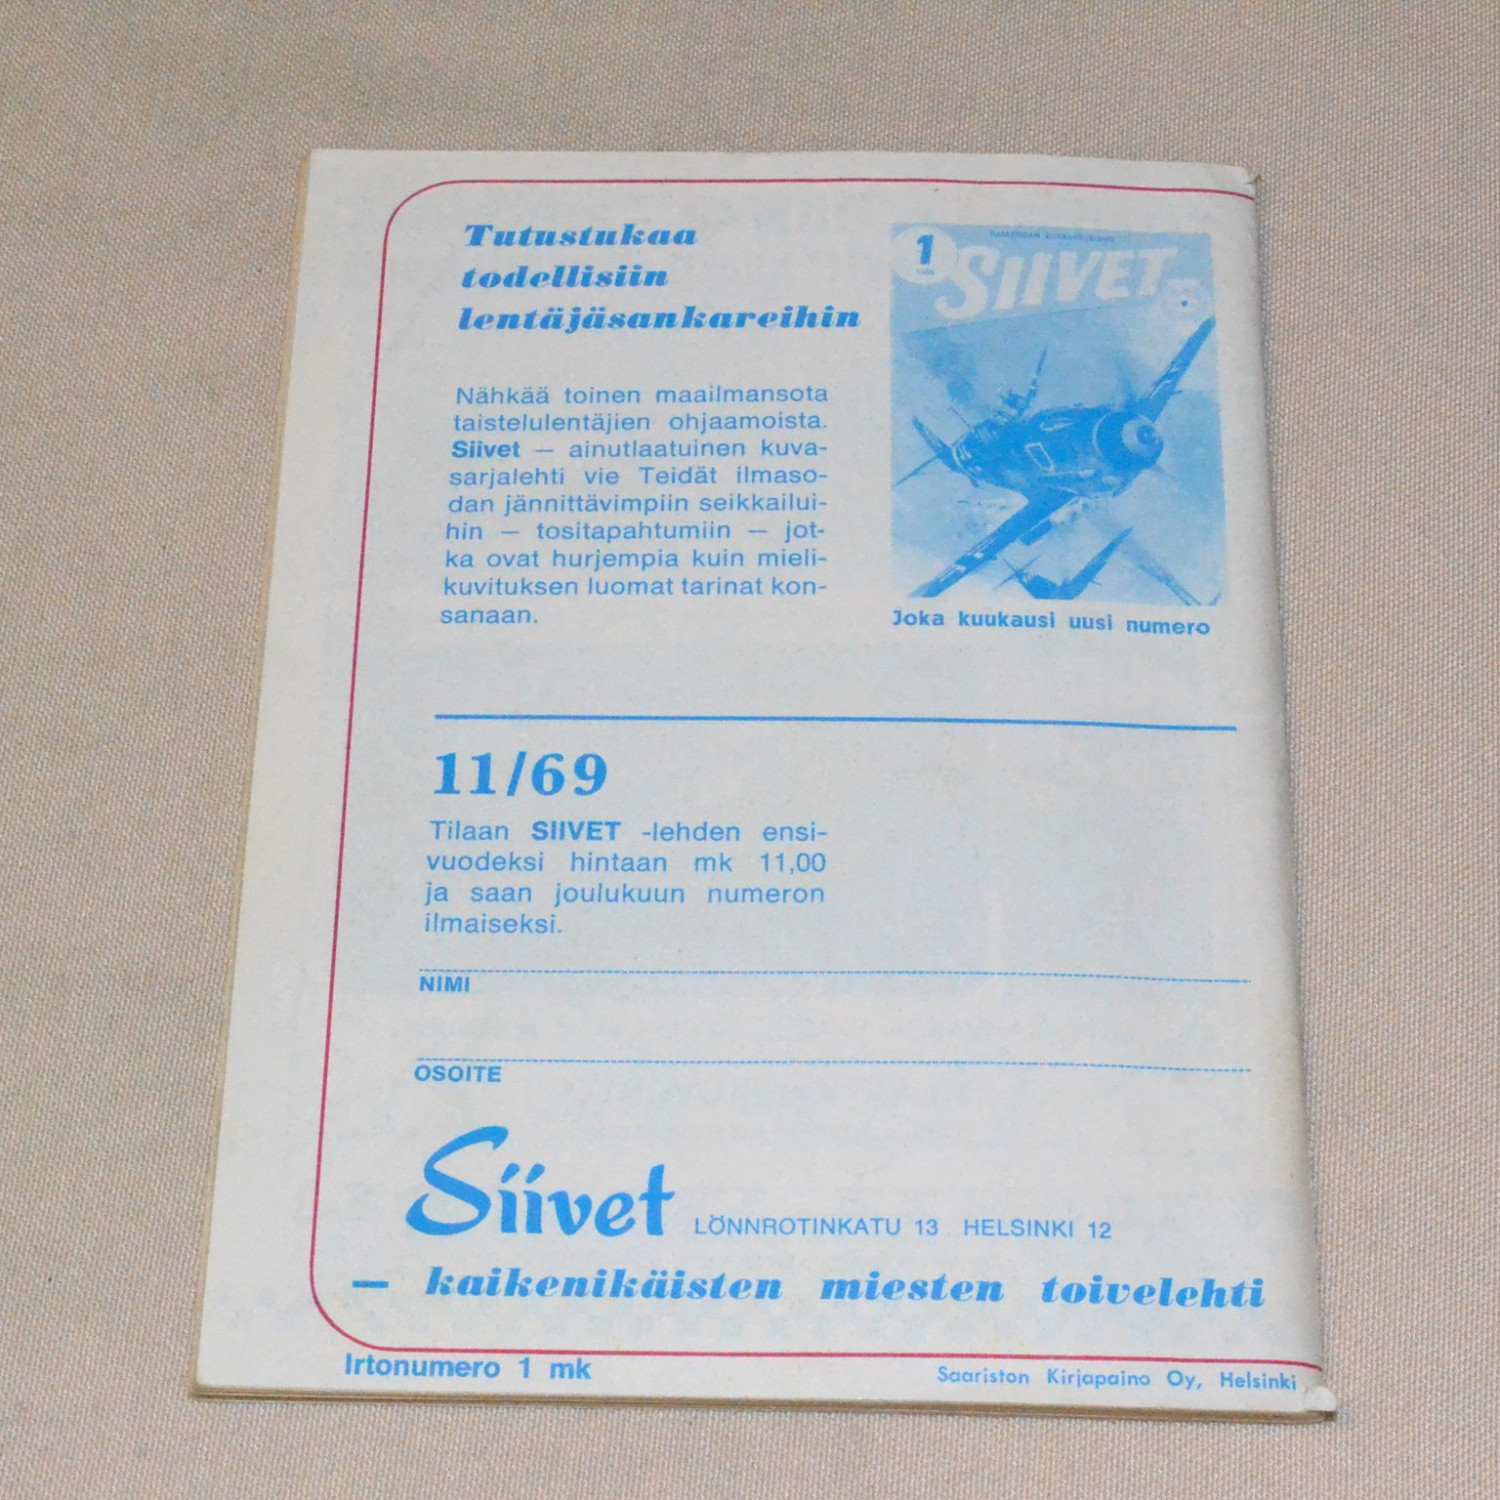 Tutustukaa
todellisiin
lentäjäsankareihin
1
SIIVET
Nähkää toinen maailmansota
taistelulentäjien ohjaamoista.
Siivet — ainutlaatuinen kuva-
sarjalehti vie Teidät ilmaso-
dan jännittävimpiin seikkailui-
hin — tositapahtumiin — jot-
ka ovat hurjempia kuin mieli-
kuvituksen luomat tarinat kon-
sanaan.
Joka kuukausi uusi numero
11/69
Tilaan SIIVET -lehden ensi-
vuodeksi hintaan mk 11,00
ja saan joulukuun numeron
ilmaiseksi.
NIMI
OSOITE
Siivet LÖNNROTINKATU 13 HELSINKI 12
— kaikenikäisten miesten toivelehti
Irtonumero 1 mk
Saariston Kirjapaino Oy, Helsinki